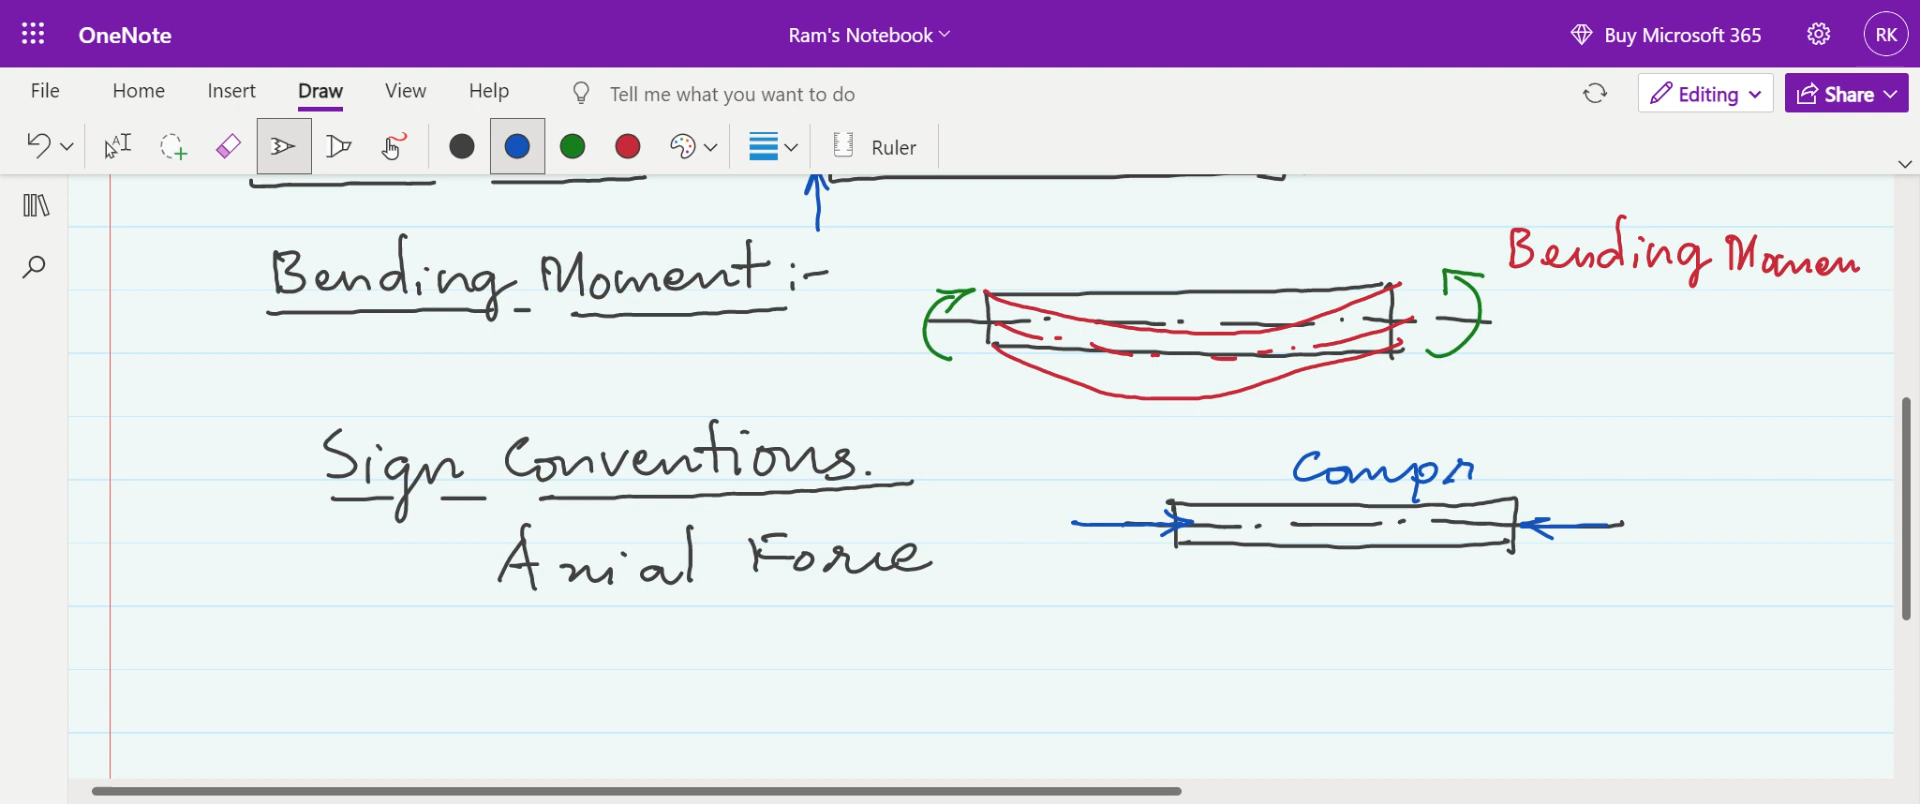 OneNote
Ram's Notebook
Buy Microsoft 365
RK
File Home Insert Draw View Help Tell me what you want to do
Editing
Share
Ruler
Bending Moment :-
Bending Momen
Sign Conventions.
Compr
Axial Force